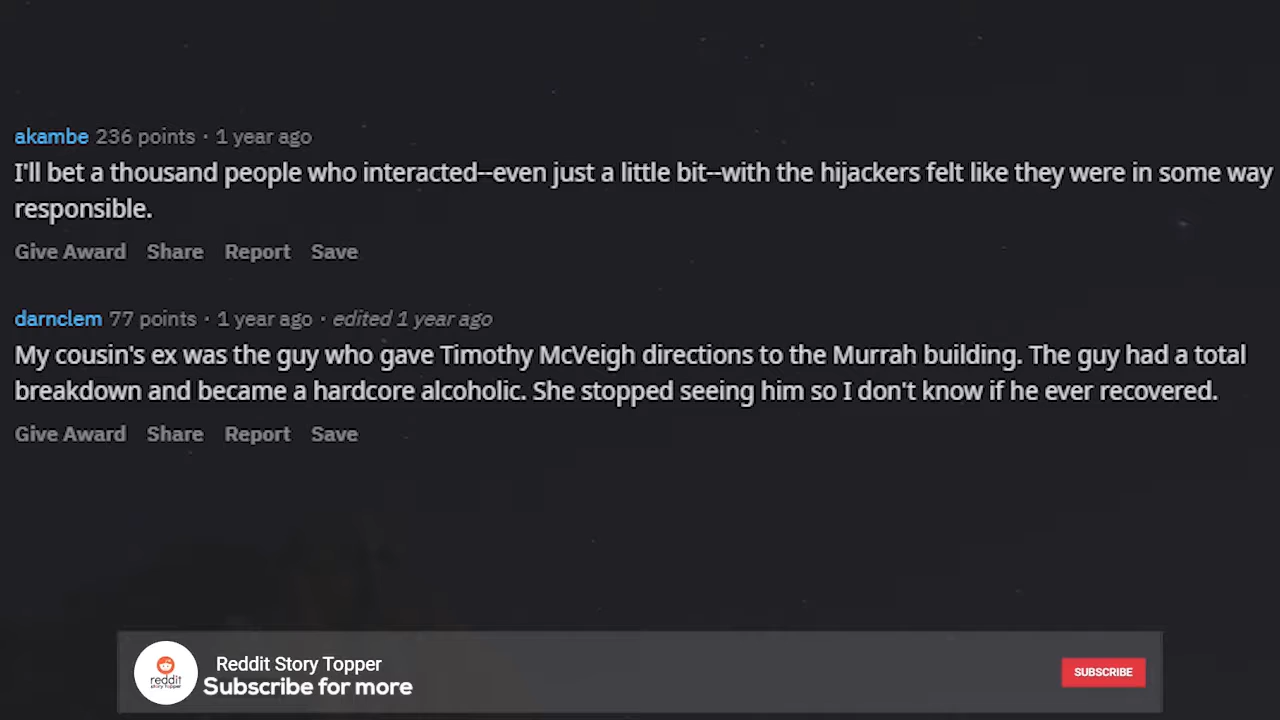 akambe 236 points · 1 year ago
I'll bet a thousand people who interacted--even just a little bit--with the hijackers felt like they were in some way
responsible.
Give Award Share Report Save
darnclem 77 points · 1 year ago · edited 1 year ago
My cousin's ex was the guy who gave Timothy McVeigh directions to the Murrah building. The guy had a total
breakdown and became a hardcore alcoholic. She stopped seeing him so I don't know if he ever recovered.
Give Award Share Report Save
reddit
story topper
Reddit Story Topper
Subscribe for more
SUBSCRIBE